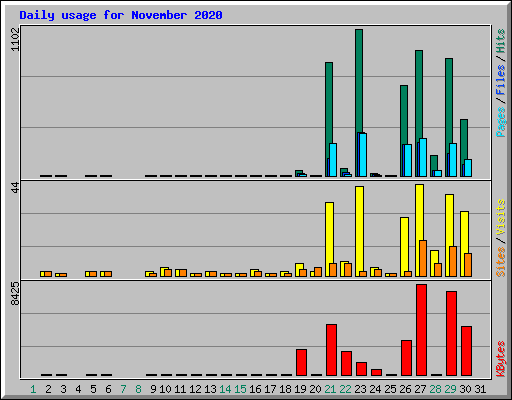 Daily usage for November 2020
1102
Pages / Files / Hits
44
Sites / Visits
8425
KBytes
1 2 3 4 5 6 7 8 9 10 11 12 13 14 15 16 17 18 19 20 21 22 23 24 25 26 27 28 29 30 31